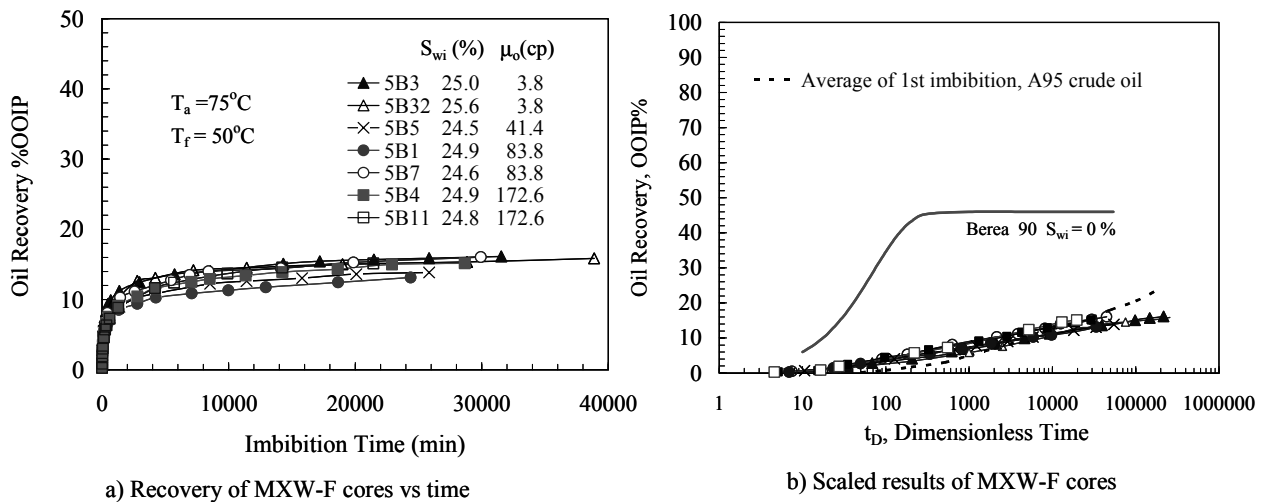 50
40
30
20
10
0
Oil Recovery %OOIP
T_a =75°C
T_f = 50°C
S_wi (%) μ_o(cp)
5B3 25.0 3.8
5B32 25.6 3.8
5B5 24.5 41.4
5B1 24.9 83.8
5B7 24.6 83.8
5B4 24.9 172.6
5B11 24.8 172.6
0 10000 20000 30000 40000
Imbibition Time (min)
a) Recovery of MXW-F cores vs time
100
90
80
70
60
50
40
30
20
10
0
Oil Recovery, OOIP%
Average of 1st imbibition, A95 crude oil
Berea 90 S_wi = 0 %
1 10 100 1000 10000 100000 1000000
t_D, Dimensionless Time
b) Scaled results of MXW-F cores